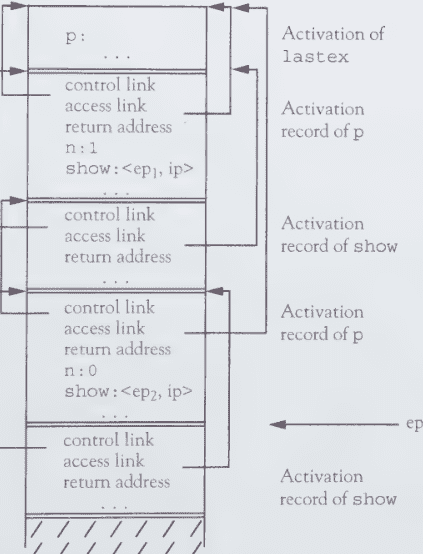 p:
...
Activation of
lastex
control link
access link
return address
n:1
show:<ep₁, ip>
...
Activation
record of p
control link
access link
return address
...
Activation
record of show
control link
access link
return address
n:0
show:<ep₂, ip>
...
Activation
record of p
ep
control link
access link
return address
...
Activation
record of show